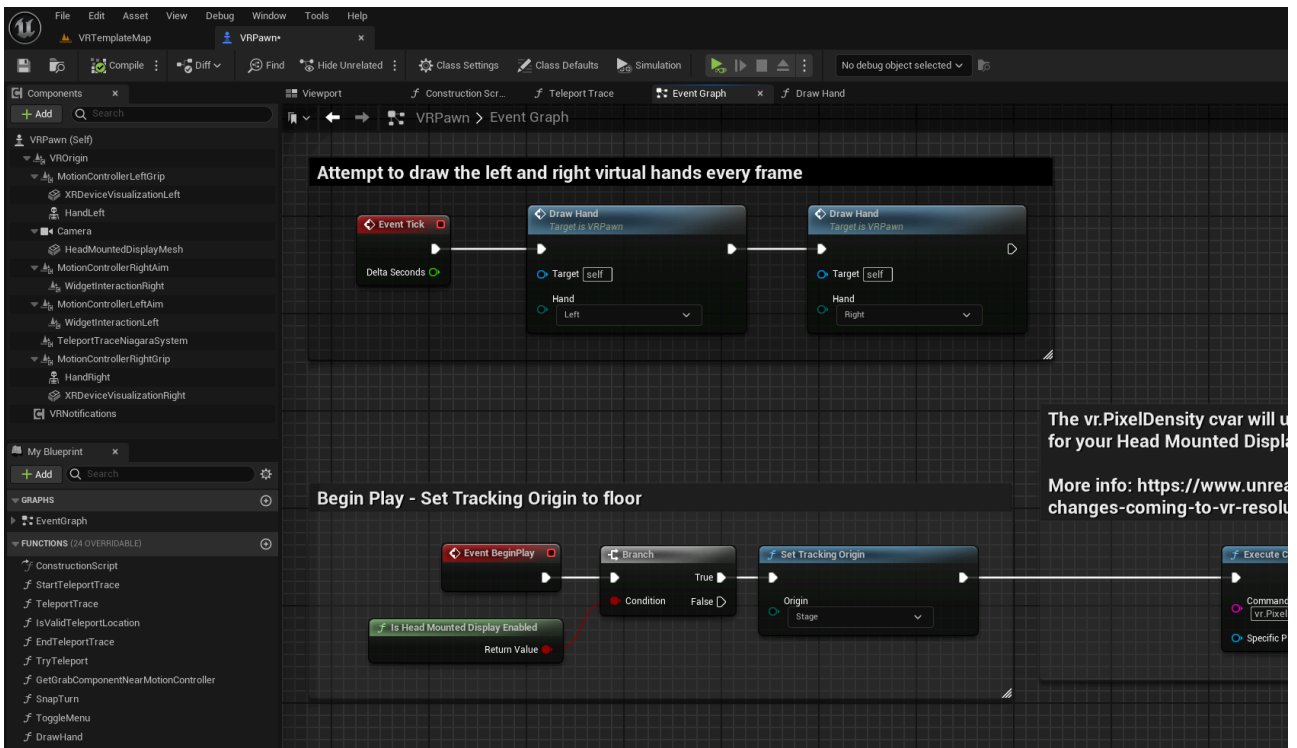 File Edit Asset View Debug Window Tools Help
VRTemplateMap VRPawn•
Compile Diff Find Hide Unrelated Class Settings Class Defaults Simulation No debug object selected
Components
Viewport Construction Scr... Teleport Trace Event Graph Draw Hand
+ Add Search
VRPawn > Event Graph
VRPawn (Self)
VROrigin
MotionControllerLeftGrip
XRDeviceVisualizationLeft
HandLeft
Camera
HeadMountedDisplayMesh
MotionControllerRightAim
WidgetInteractionRight
MotionControllerLeftAim
WidgetInteractionLeft
TeleportTraceNiagaraSystem
MotionControllerRightGrip
HandRight
XRDeviceVisualizationRight
VRNotifications
My Blueprint
+ Add Search
GRAPHS
EventGraph
FUNCTIONS (24 OVERRIDABLE)
ConstructionScript
StartTeleportTrace
TeleportTrace
IsValidTeleportLocation
EndTeleportTrace
TryTeleport
GetGrabComponentNearMotionController
SnapTurn
ToggleMenu
DrawHand
Attempt to draw the left and right virtual hands every frame
Event Tick
Delta Seconds
Draw Hand
Target is VRPawn
Target self
Hand
Left
Draw Hand
Target is VRPawn
Target self
Hand
Right
The vr.PixelDensity cvar will u
for your Head Mounted Displ
More info: https://www.unrea
changes-coming-to-vr-resolu
Begin Play - Set Tracking Origin to floor
Event BeginPlay
Is Head Mounted Display Enabled
Return Value
Branch
True
Condition False
Set Tracking Origin
Origin
Stage
Execute C
Command
vr.Pixel
Specific P